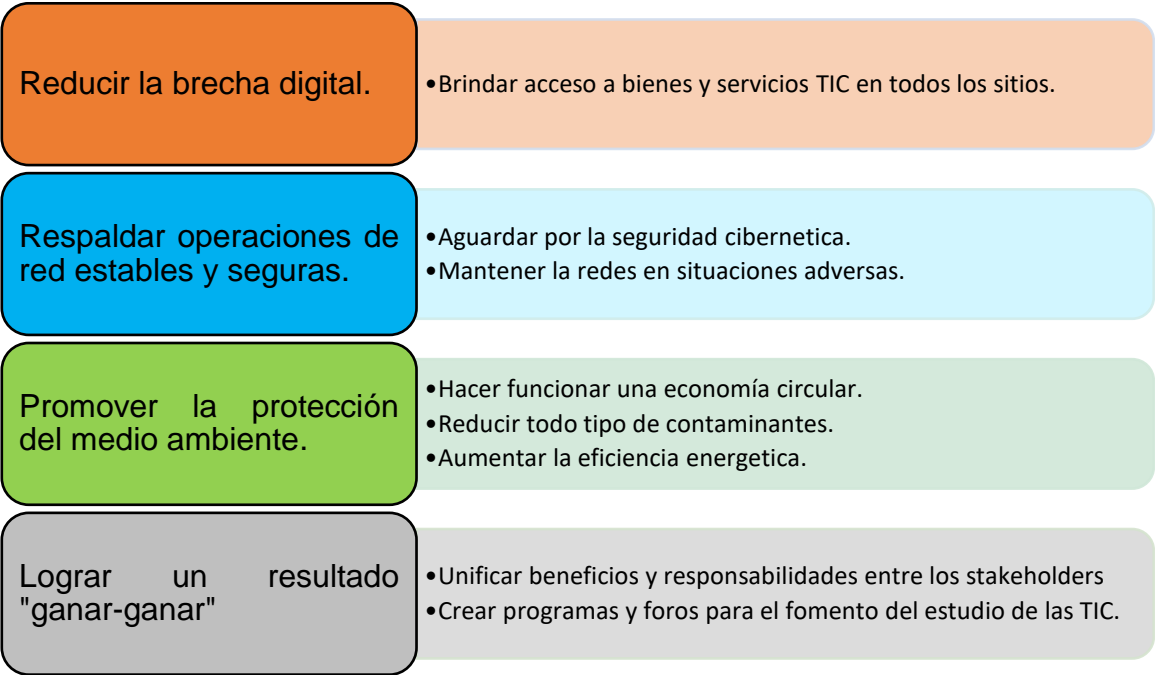 Reducir la brecha digital.
•Brindar acceso a bienes y servicios TIC en todos los sitios.
Respaldar operaciones de
red estables y seguras.
•Aguardar por la seguridad cibernetica.
•Mantener la redes en situaciones adversas.
Promover la protección
del medio ambiente.
•Hacer funcionar una economía circular.
•Reducir todo tipo de contaminantes.
•Aumentar la eficiencia energetica.
Lograr un resultado
"ganar-ganar"
•Unificar beneficios y responsabilidades entre los stakeholders
•Crear programas y foros para el fomento del estudio de las TIC.